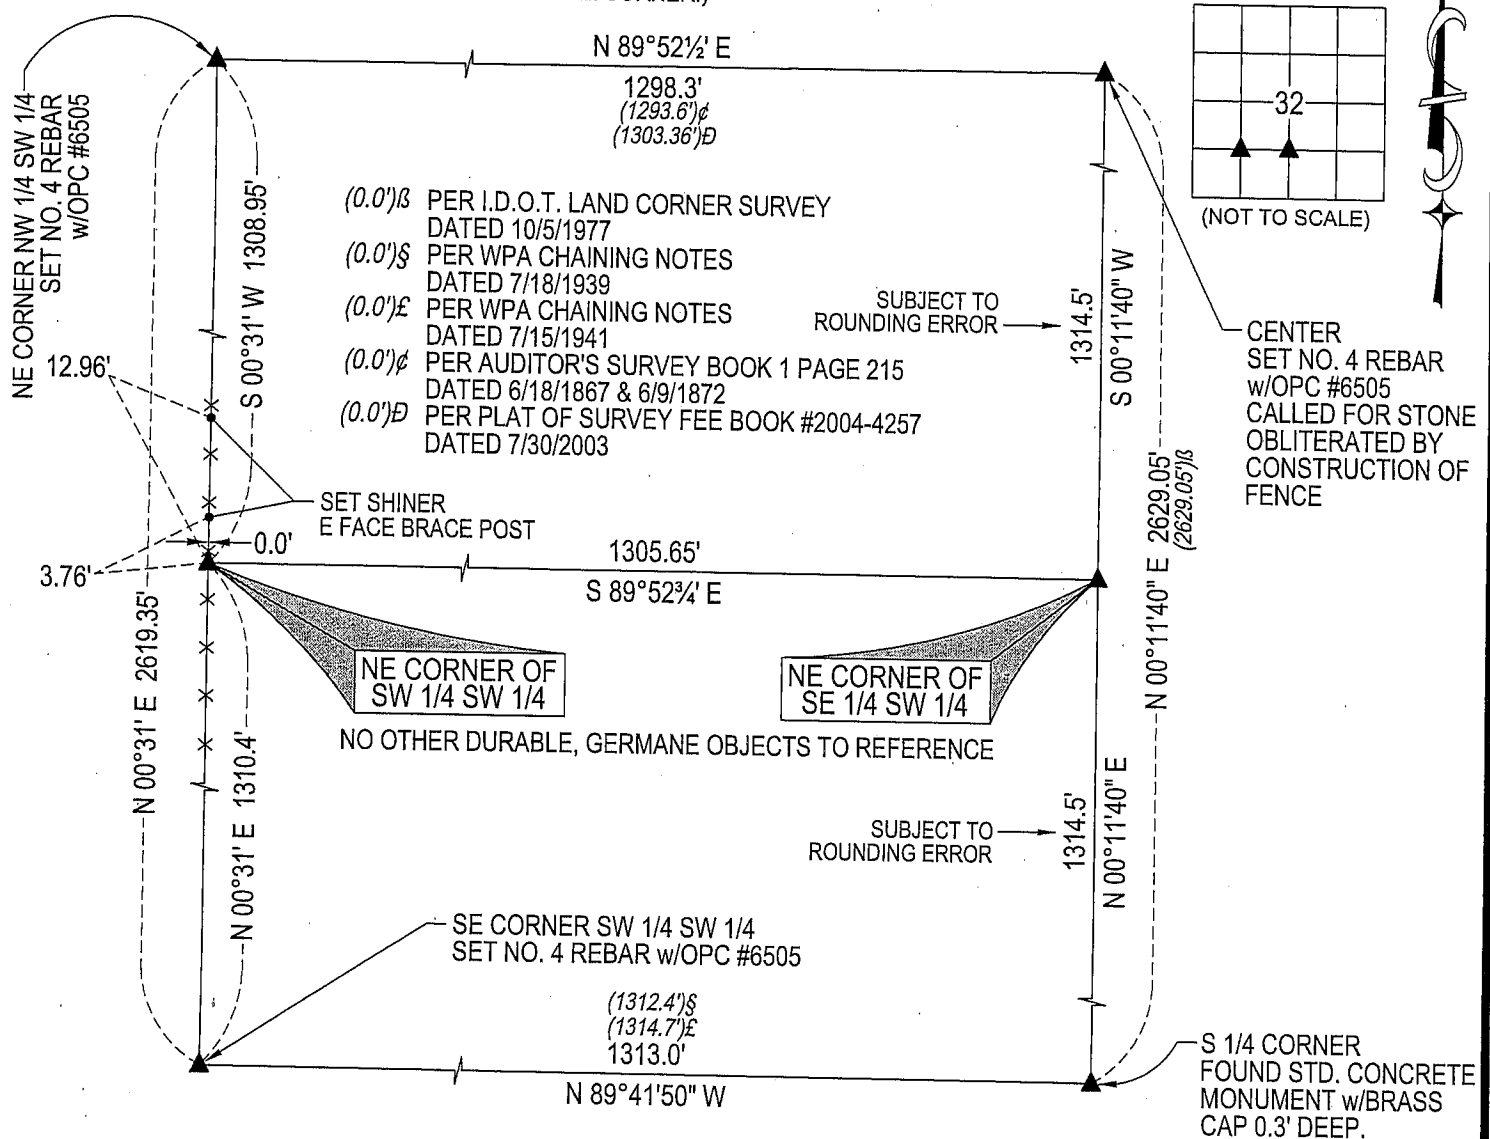 N 89°52½' E
1298.3'
(1293.6')¢
(1303.36')Đ
32
(NOT TO SCALE)
NE CORNER NW 1/4 SW 1/4
SET NO. 4 REBAR
w/OPC #6505
S 00°31' W 1308.95'
(0.0')ß PER I.D.O.T. LAND CORNER SURVEY
DATED 10/5/1977
(0.0')§ PER WPA CHAINING NOTES
DATED 7/18/1939
(0.0')£ PER WPA CHAINING NOTES
DATED 7/15/1941
(0.0')¢ PER AUDITOR'S SURVEY BOOK 1 PAGE 215
DATED 6/18/1867 & 6/9/1872
(0.0')Đ PER PLAT OF SURVEY FEE BOOK #2004-4257
DATED 7/30/2003
SUBJECT TO
ROUNDING ERROR
1314.5'
S 00°11'40" W
CENTER
SET NO. 4 REBAR
w/OPC #6505
CALLED FOR STONE
OBLITERATED BY
CONSTRUCTION OF
FENCE
12.96'
SET SHINER
E FACE BRACE POST
0.0'
3.76'
1305.65'
S 89°52¾' E
N 00°11'40" E 2629.05'
(2629.05')ß
N 00°31' E 2619.35'
NE CORNER OF
SW 1/4 SW 1/4
NE CORNER OF
SE 1/4 SW 1/4
NO OTHER DURABLE, GERMANE OBJECTS TO REFERENCE
N 00°31' E 1310.4'
SUBJECT TO
ROUNDING ERROR
1314.5'
N 00°11'40" E
SE CORNER SW 1/4 SW 1/4
SET NO. 4 REBAR w/OPC #6505
(1312.4')§
(1314.7')£
1313.0'
N 89°41'50" W
S 1/4 CORNER
FOUND STD. CONCRETE
MONUMENT w/BRASS
CAP 0.3' DEEP.